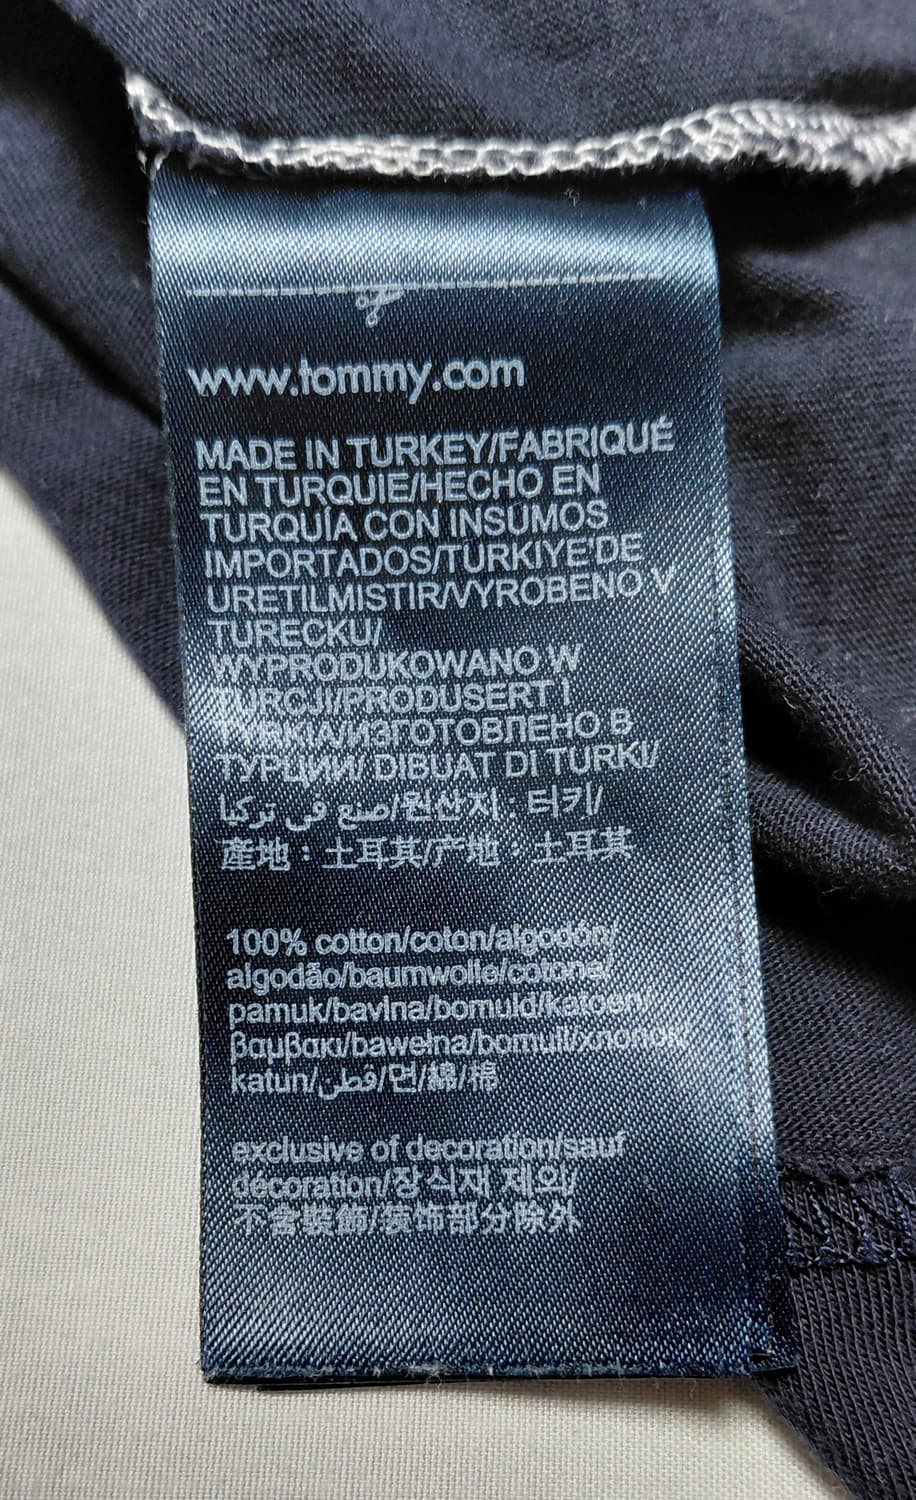 www.tommy.com
MADE IN TURKEY/FABRIQUÉ
EN TURQUIE/HECHO EN
TURQUÍA CON INSUMOS
IMPORTADOS/TURKIYE'DE
URETILMISTIR/VYROBENO V
TURECKU/
WYPRODUKOWANO W
TURCJI//PRODUSERT I
TYRKIA/ИЗГОТОВЛЕНО В
ТУРЦИИ/ DIBUAT DI TURKI/
صنع في تركيا/원산지 : 터키/
產地：土耳其/产地：土耳其
100% cotton/coton/algodón/
algodão/baumwolle/cotone/
pamuk/bavlna/bomuld/katoen/
βαμβακι/bawełna/bomull/хлопок/
katun/قطن/면/綿/棉
exclusive of decoration/sauf
décoration/장식재 제외/
不含裝飾/装饰部分除外